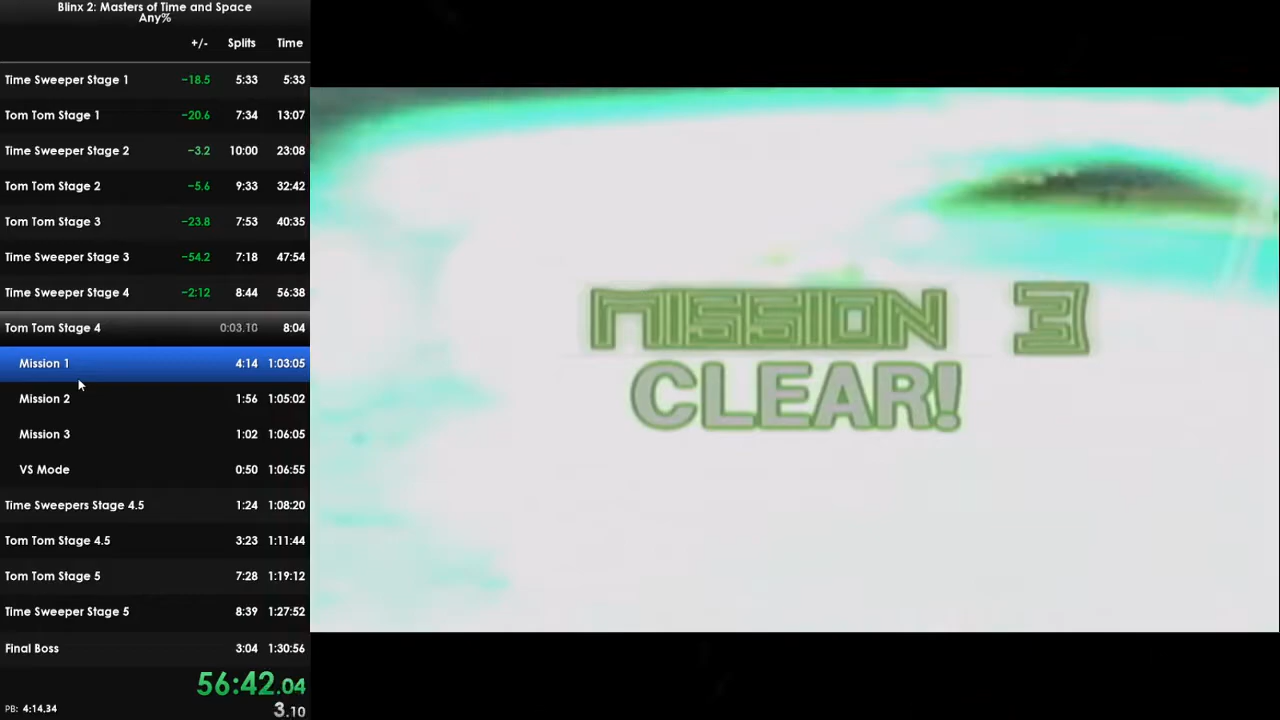 Blinx 2: Masters of Time and Space
Any%
+/- Splits Time
Time Sweeper Stage 1 −18.5 5:33 5:33
Tom Tom Stage 1 −20.6 7:34 13:07
Time Sweeper Stage 2 −3.2 10:00 23:08
Tom Tom Stage 2 −5.6 9:33 32:42
Tom Tom Stage 3 −23.8 7:53 40:35
Time Sweeper Stage 3 −54.2 7:18 47:54
Time Sweeper Stage 4 −2:12 8:44 56:38
Tom Tom Stage 4 0:03.10 8:04
Mission 1 4:14 1:03:05
Mission 2 1:56 1:05:02
Mission 3 1:02 1:06:05
VS Mode 0:50 1:06:55
Time Sweepers Stage 4.5 1:24 1:08:20
Tom Tom Stage 4.5 3:23 1:11:44
Tom Tom Stage 5 7:28 1:19:12
Time Sweeper Stage 5 8:39 1:27:52
Final Boss 3:04 1:30:56
56:42.04
PB: 4:14.34 3.10
MISSION 3
CLEAR!